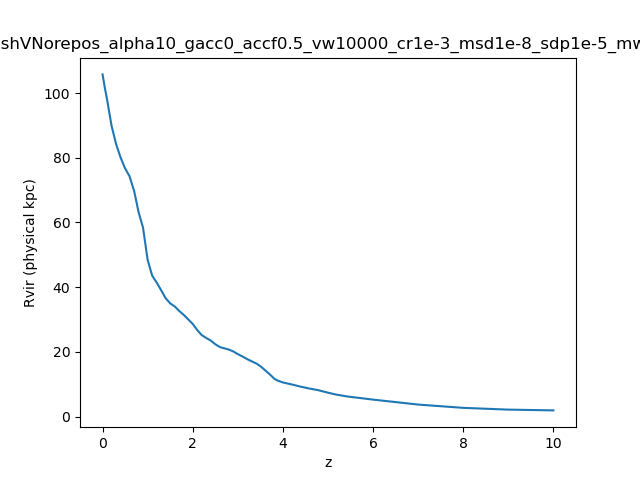 shVNorepos_alpha10_gacc0_accf0.5_vw10000_cr1e-3_msd1e-8_sdp1e-5_mw
100
80
60
40
20
0
Rvir (physical kpc)
0 2 4 6 8 10
z